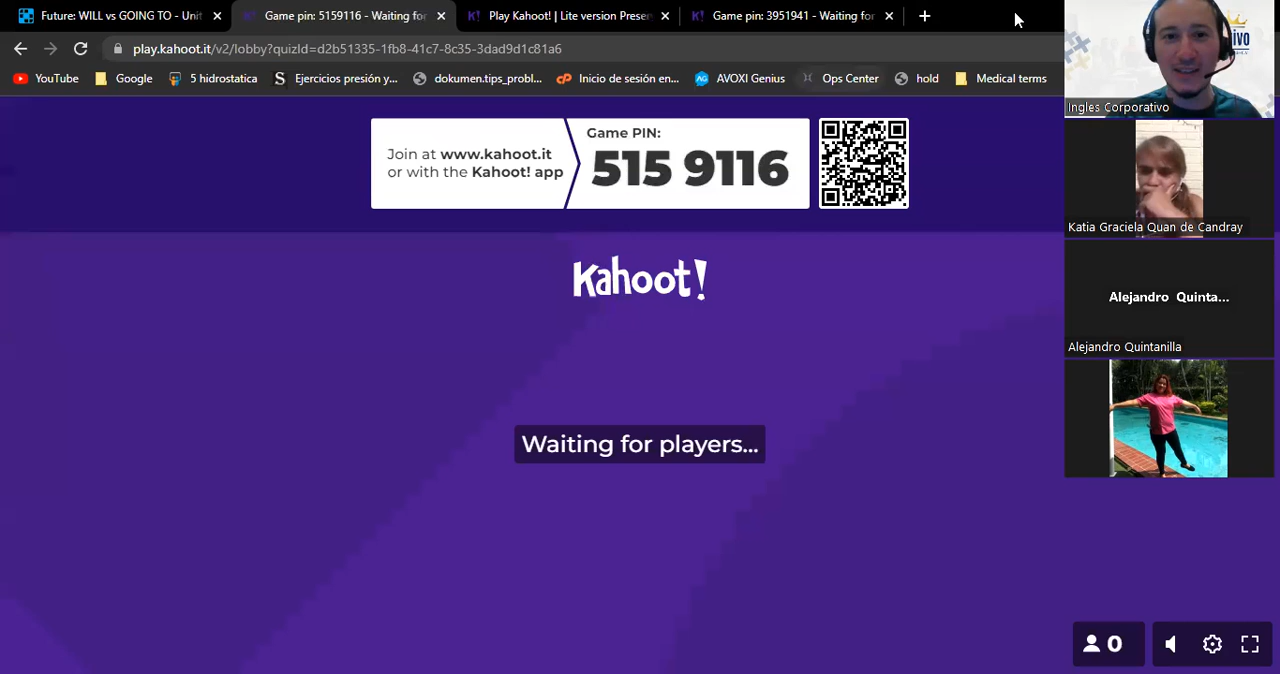 Future: WILL vs GOING TO - Unit
Game pin: 5159116 - Waiting for
Play Kahoot! | Lite version Preser
Game pin: 3951941 - Waiting for
play.kahoot.it/v2/lobby?quizId=d2b51335-1fb8-41c7-8c35-3dad9d1c81a6
YouTube
Google
5 hidrostatica
Ejercicios presión y...
dokumen.tips_probl...
Inicio de sesión en...
AVOXI Genius
Ops Center
hold
Medical terms
Join at www.kahoot.it
or with the Kahoot! app
Game PIN:
515 9116
Kahoot!
Waiting for players...
0
Ingles Corporativo
Katia Graciela Quan de Candray
Alejandro Quinta...
Alejandro Quintanilla